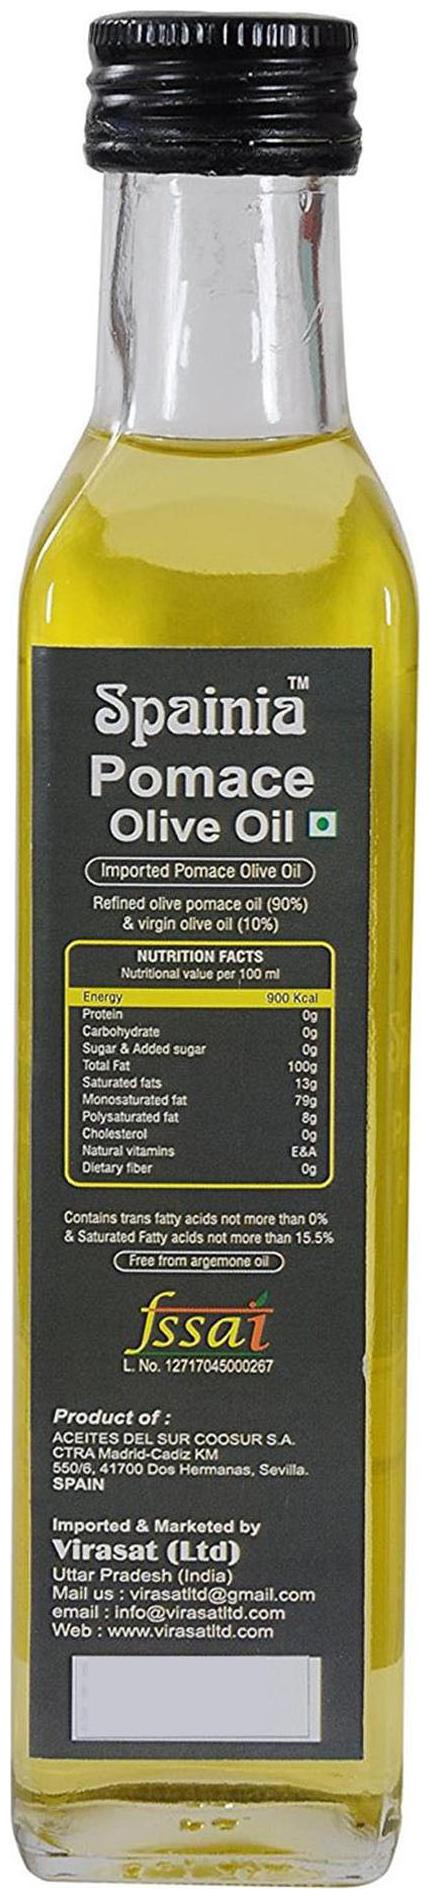 Spainia™
Pomace
Olive Oil
Imported Pomace Olive Oil
Refined olive pomace oil (90%)
& virgin olive oil (10%)
NUTRITION FACTS
Nutritional value per 100 ml
Energy 900 Kcal
Protein 0g
Carbohydrate 0g
Sugar & Added sugar 0g
Total Fat 100g
Saturated fats 13g
Monosaturated fat 79g
Polysaturated fat 8g
Cholesterol 0g
Natural vitamins E&A
Dietary fiber 0g
Contains trans fatty acids not more than 0%
& Saturated Fatty acids not more than 15.5%
Free from argemone oil
fssai
L. No. 12717045000267
Product of :
ACEITES DEL SUR COOSUR S.A.
CTRA Madrid-Cadiz KM
550/6, 41700 Dos Hermanas, Sevilla.
SPAIN
Imported & Marketed by
Virasat (Ltd)
Uttar Pradesh (India)
Mail us : virasatltd@gmail.com
email : info@virasatltd.com
Web : www.virasatltd.com